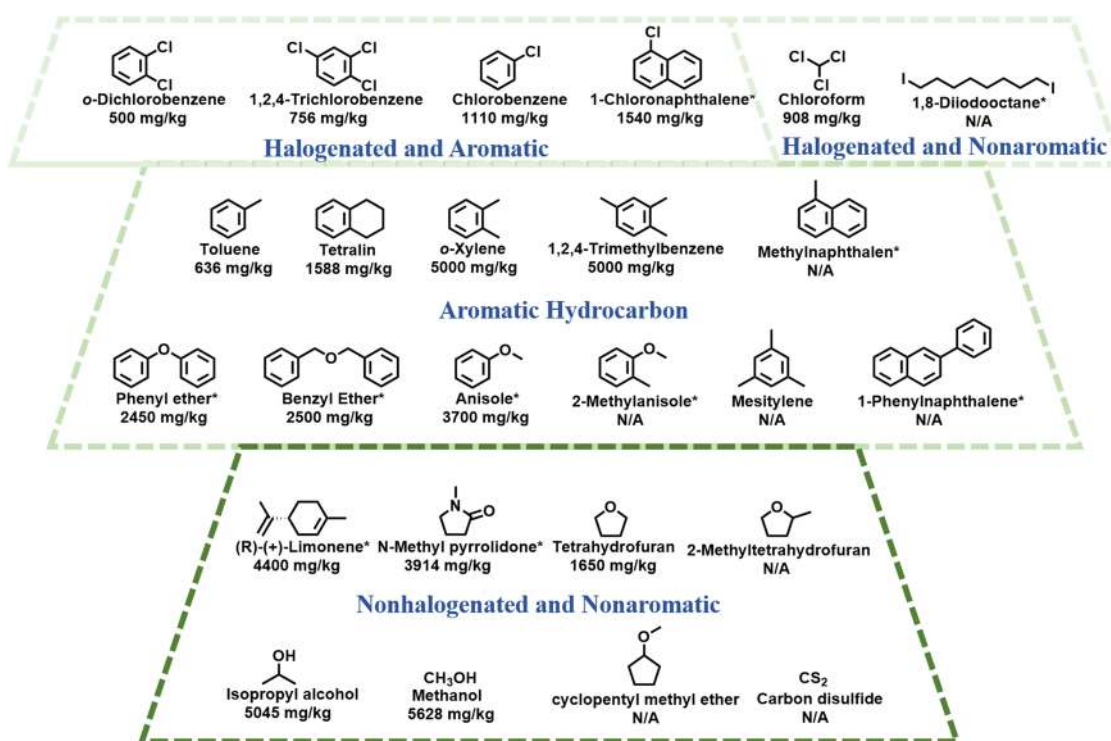 Cl
Cl
o-Dichlorobenzene
500 mg/kg
Cl
Cl
Cl
1,2,4-Trichlorobenzene
756 mg/kg
Cl
Chlorobenzene
1110 mg/kg
Cl
1-Chloronaphthalene*
1540 mg/kg
Halogenated and Aromatic
Cl
Cl
Cl
Chloroform
908 mg/kg
I
I
1,8-Diiodooctane*
N/A
Halogenated and Nonaromatic
Toluene
636 mg/kg
Tetralin
1588 mg/kg
o-Xylene
5000 mg/kg
1,2,4-Trimethylbenzene
5000 mg/kg
Methylnaphthalen*
N/A
Aromatic Hydrocarbon
O
Phenyl ether*
2450 mg/kg
O
Benzyl Ether*
2500 mg/kg
O
Anisole*
3700 mg/kg
O
2-Methylanisole*
N/A
Mesitylene
N/A
1-Phenylnaphthalene*
N/A
(R)-(+)-Limonene*
4400 mg/kg
N
O
N-Methyl pyrrolidone*
3914 mg/kg
O
Tetrahydrofuran
1650 mg/kg
O
2-Methyltetrahydrofuran
N/A
Nonhalogenated and Nonaromatic
OH
Isopropyl alcohol
5045 mg/kg
CH3OH
Methanol
5628 mg/kg
O
cyclopentyl methyl ether
N/A
CS2
Carbon disulfide
N/A